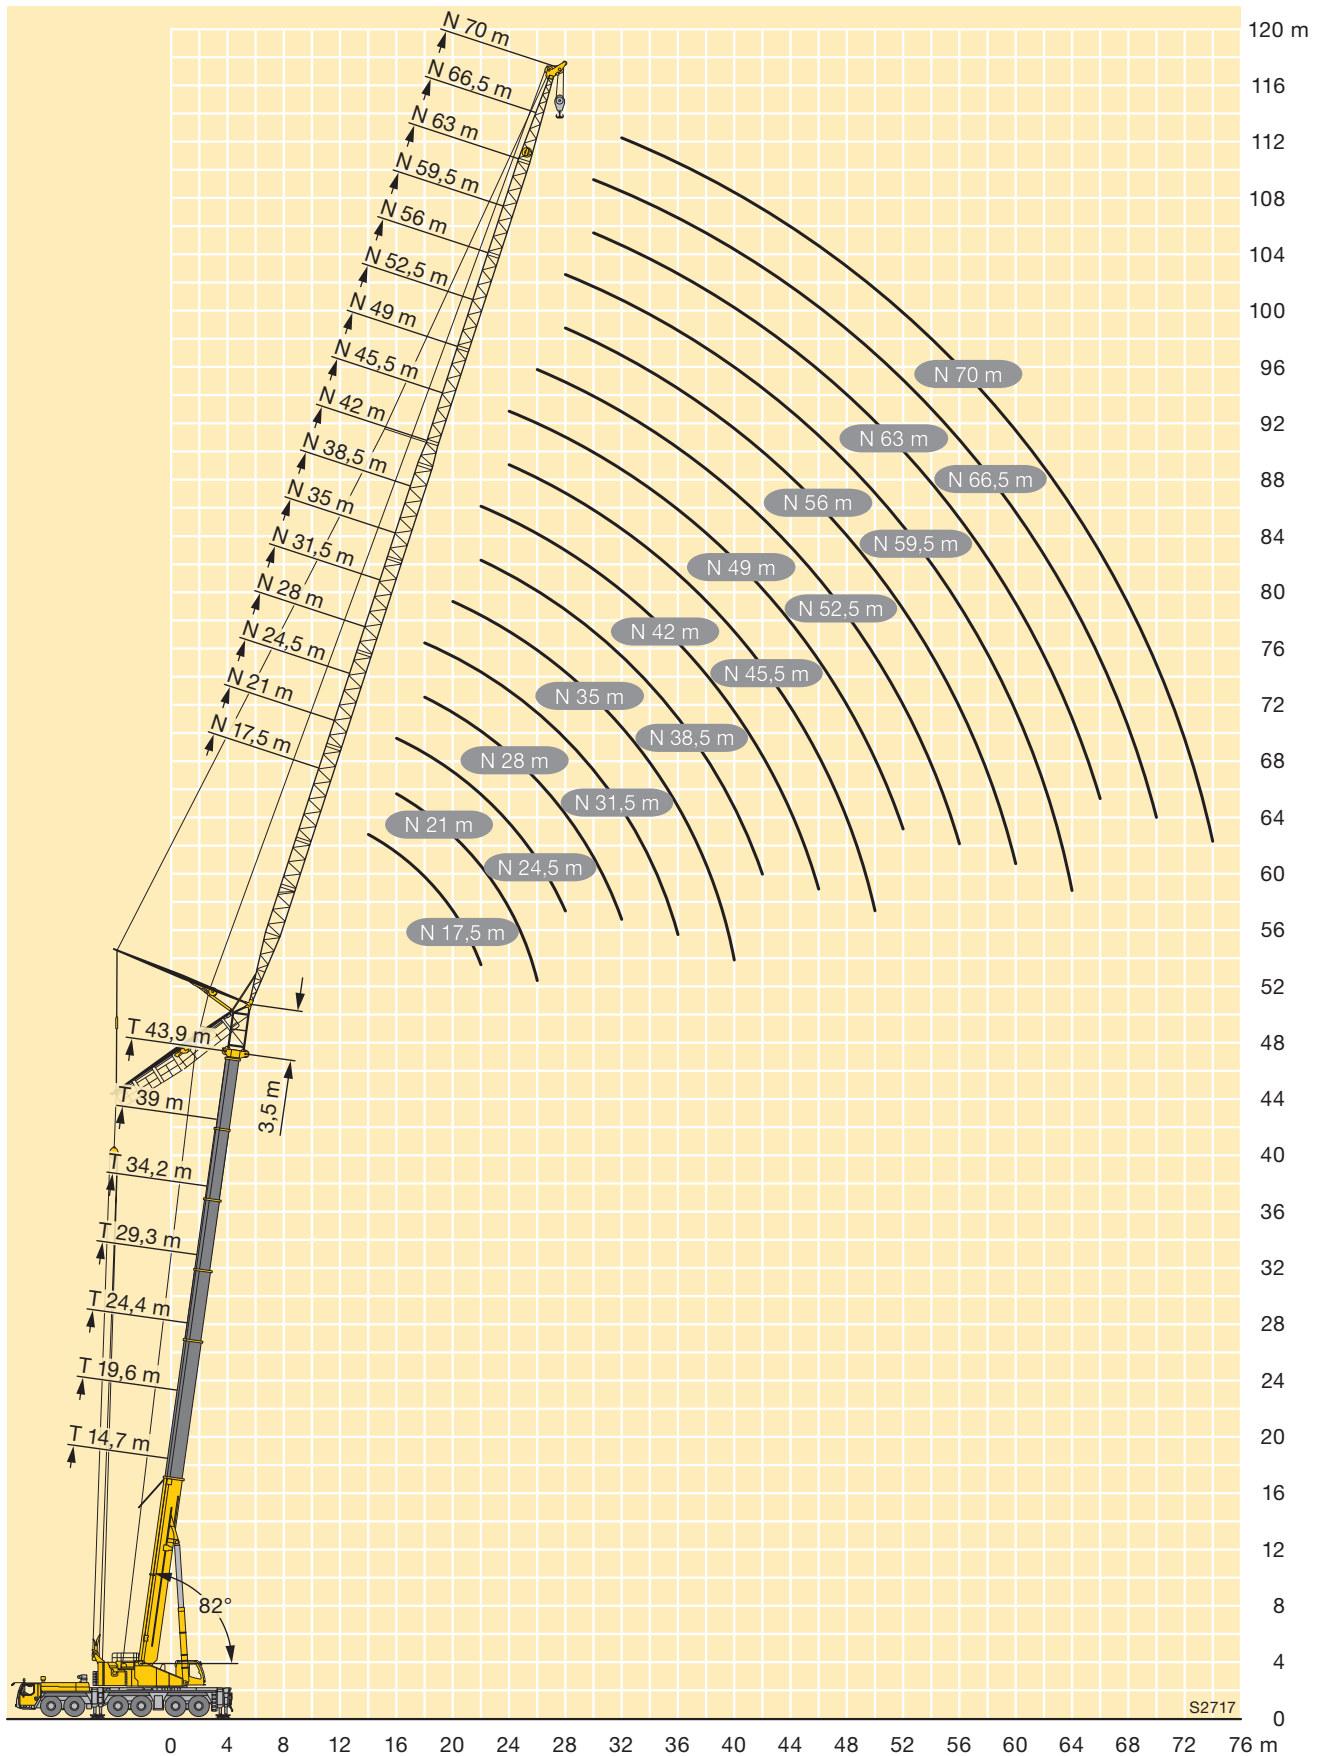 N 70 m
N 66,5 m
N 63 m
N 59,5 m
N 56 m
N 52,5 m
N 49 m
N 45,5 m
N 42 m
N 38,5 m
N 35 m
N 31,5 m
N 28 m
N 24,5 m
N 21 m
N 17,5 m
T 43,9 m
T 39 m
T 34,2 m
T 29,3 m
T 24,4 m
T 19,6 m
T 14,7 m
3,5 m
82°
N 70 m
N 63 m
N 66,5 m
N 56 m
N 59,5 m
N 49 m
N 52,5 m
N 42 m
N 45,5 m
N 35 m
N 38,5 m
N 28 m
N 31,5 m
N 21 m
N 24,5 m
N 17,5 m
120 m
116
112
108
104
100
96
92
88
84
80
76
72
68
64
60
56
52
48
44
40
36
32
28
24
20
16
12
8
4
0
S2717
0 4 8 12 16 20 24 28 32 36 40 44 48 52 56 60 64 68 72 76 m